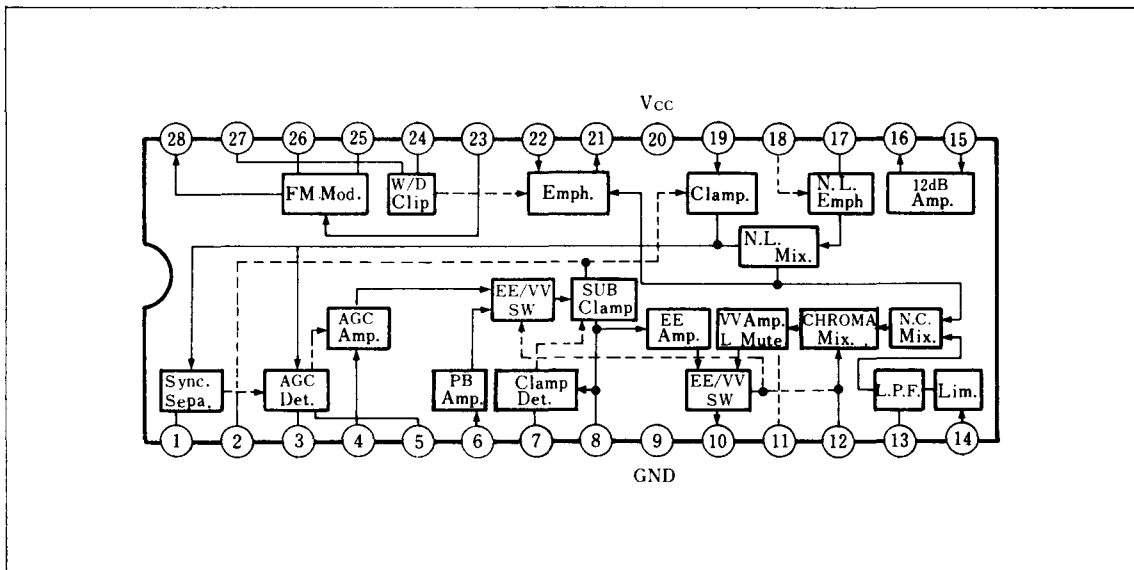 VCC
28 27 26 25 24 23 22 21 20 19 18 17 16 15
FM Mod.
W/D
Clip
Emph.
Clamp.
N.L.
Emph
12dB
Amp.
N.L.
Mix.
EE/VV
SW
SUB
Clamp
AGC
Amp.
EE
Amp.
VV Amp.
L Mute
CHROMA
Mix.
N.C.
Mix.
Sync.
Sepa.
AGC
Det.
PB
Amp.
Clamp
Det.
EE/VV
SW
L.P.F.
Lim.
1 2 3 4 5 6 7 8 9 10 11 12 13 14
GND